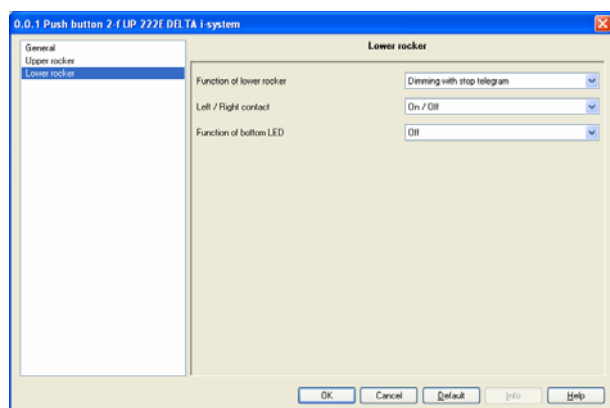 0.0.1 Push button 2-f UP 222E DELTA i-system
General
Upper rocker
Lower rocker
Lower rocker
Function of lower rocker
Dimming with stop telegram
Left / Right contact
On / Off
Function of bottom LED
Off
OK
Cancel
Default
Info
Help